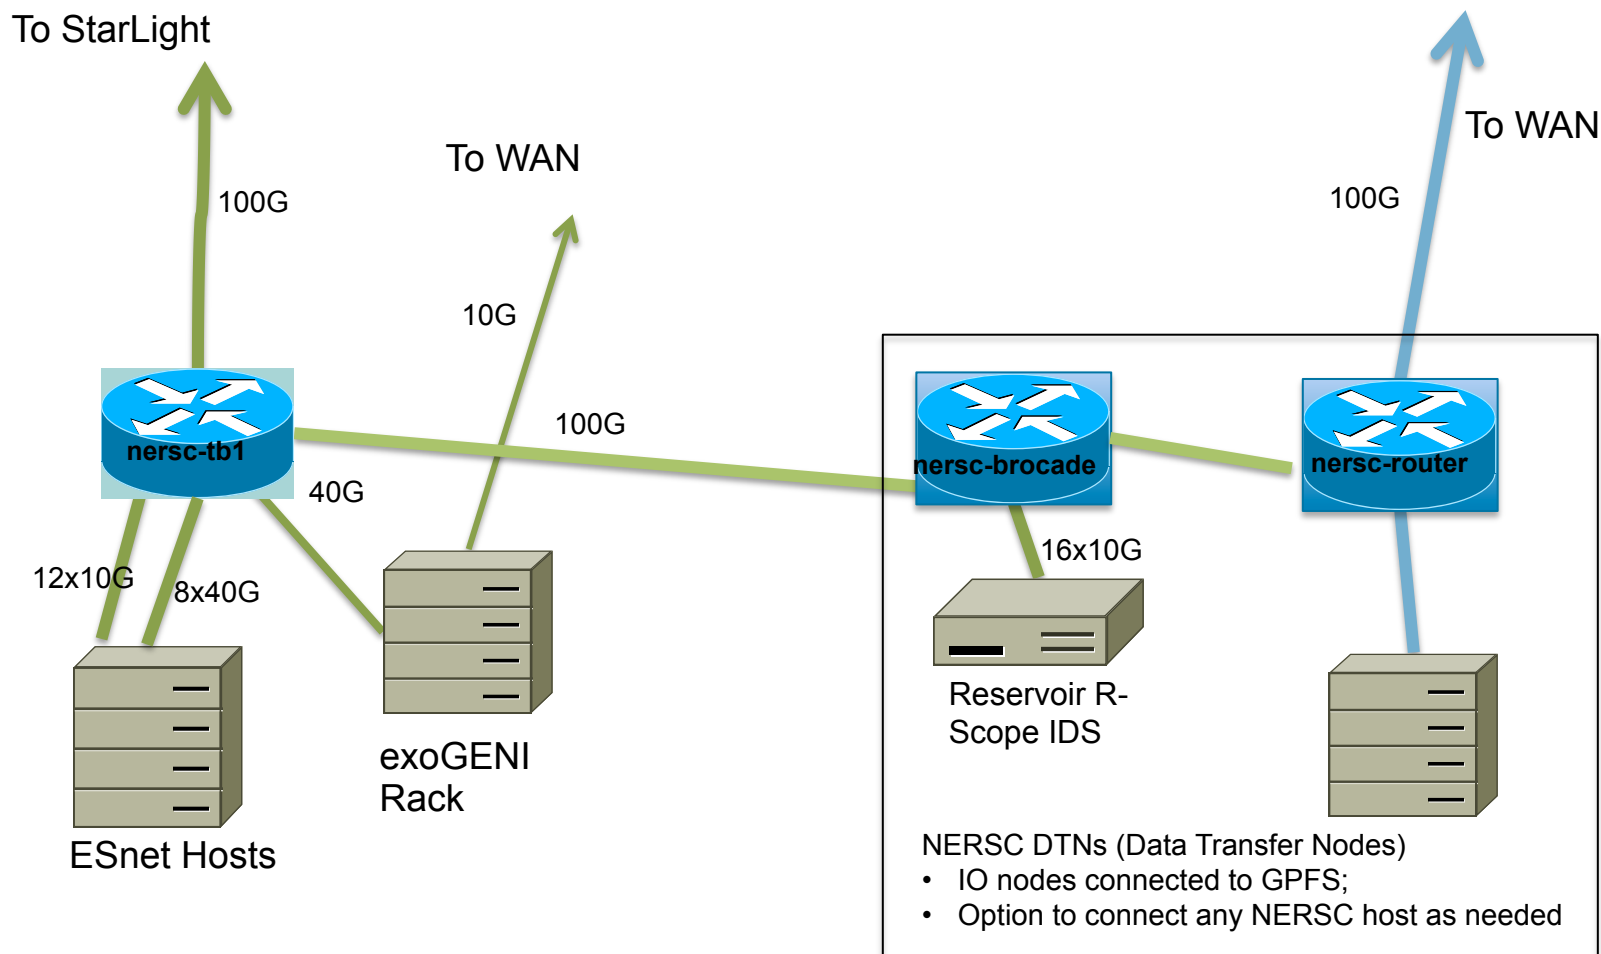 To StarLight
To WAN
To WAN
100G
100G
10G
100G
nersc-tb1
nersc-brocade
nersc-router
40G
12x10G
8x40G
16x10G
Reservoir R-
Scope IDS
exoGENI
Rack
ESnet Hosts
NERSC DTNs (Data Transfer Nodes)
• IO nodes connected to GPFS;
• Option to connect any NERSC host as needed